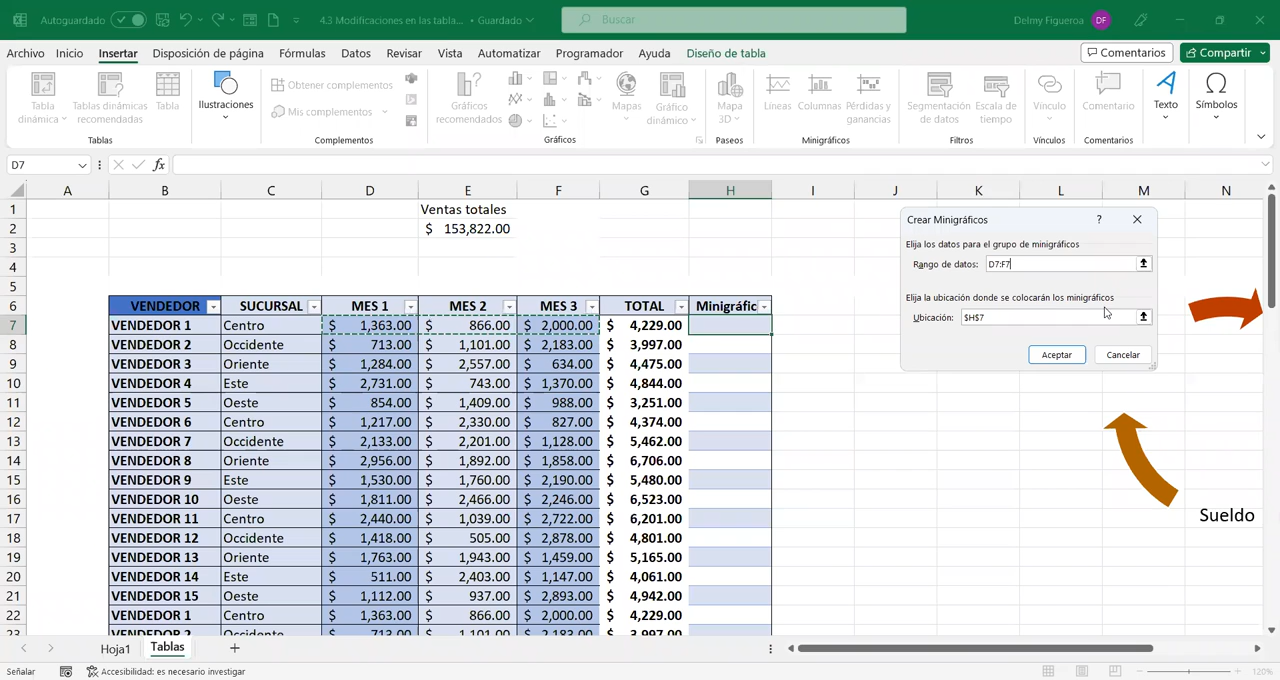 Autoguardado
4.3 Modificaciones en las tabla... • Guardado
Buscar
Delmy Figueroa DF
Archivo Inicio Insertar Disposición de página Fórmulas Datos Revisar Vista Automatizar Programador Ayuda Diseño de tabla Comentarios Compartir
Tabla dinámica
Tablas dinámicas recomendadas
Tabla
Tablas
Ilustraciones
Obtener complementos
Mis complementos
Complementos
Gráficos recomendados
Mapas
Gráfico dinámico
Gráficos
Mapa 3D
Paseos
Líneas
Columnas
Pérdidas y ganancias
Minigráficos
Segmentación de datos
Escala de tiempo
Filtros
Vínculo
Vínculos
Comentario
Comentarios
Texto
Símbolos
D7 fx
A B C D E F G H I J K L M N
1 Ventas totales
2 $ 153,822.00
3
4
5
6 VENDEDOR SUCURSAL MES 1 MES 2 MES 3 TOTAL Minigráfic
7 VENDEDOR 1 Centro $ 1,363.00 $ 866.00 $ 2,000.00 $ 4,229.00
8 VENDEDOR 2 Occidente $ 713.00 $ 1,101.00 $ 2,183.00 $ 3,997.00
9 VENDEDOR 3 Oriente $ 1,284.00 $ 2,557.00 $ 634.00 $ 4,475.00
10 VENDEDOR 4 Este $ 2,731.00 $ 743.00 $ 1,370.00 $ 4,844.00
11 VENDEDOR 5 Oeste $ 854.00 $ 1,409.00 $ 988.00 $ 3,251.00
12 VENDEDOR 6 Centro $ 1,217.00 $ 2,330.00 $ 827.00 $ 4,374.00
13 VENDEDOR 7 Occidente $ 2,133.00 $ 2,201.00 $ 1,128.00 $ 5,462.00
14 VENDEDOR 8 Oriente $ 2,956.00 $ 1,892.00 $ 1,858.00 $ 6,706.00
15 VENDEDOR 9 Este $ 1,530.00 $ 1,760.00 $ 2,190.00 $ 5,480.00
16 VENDEDOR 10 Oeste $ 1,811.00 $ 2,466.00 $ 2,246.00 $ 6,523.00
17 VENDEDOR 11 Centro $ 2,440.00 $ 1,039.00 $ 2,722.00 $ 6,201.00
18 VENDEDOR 12 Occidente $ 1,418.00 $ 505.00 $ 2,878.00 $ 4,801.00
19 VENDEDOR 13 Oriente $ 1,763.00 $ 1,943.00 $ 1,459.00 $ 5,165.00
20 VENDEDOR 14 Este $ 511.00 $ 2,403.00 $ 1,147.00 $ 4,061.00
21 VENDEDOR 15 Oeste $ 1,112.00 $ 937.00 $ 2,893.00 $ 4,942.00
22 VENDEDOR 1 Centro $ 1,363.00 $ 866.00 $ 2,000.00 $ 4,229.00
23 VENDEDOR 2 Occidente $ 713.00 $ 1,101.00 $ 2,183.00 $ 3,997.00
Crear Minigráficos ?
Elija los datos para el grupo de minigráficos
Rango de datos: D7:F7
Elija la ubicación donde se colocarán los minigráficos
Ubicación: $H$7
Aceptar Cancelar
Sueldo
Hoja1 Tablas
Señalar Accesibilidad: es necesario investigar 120%